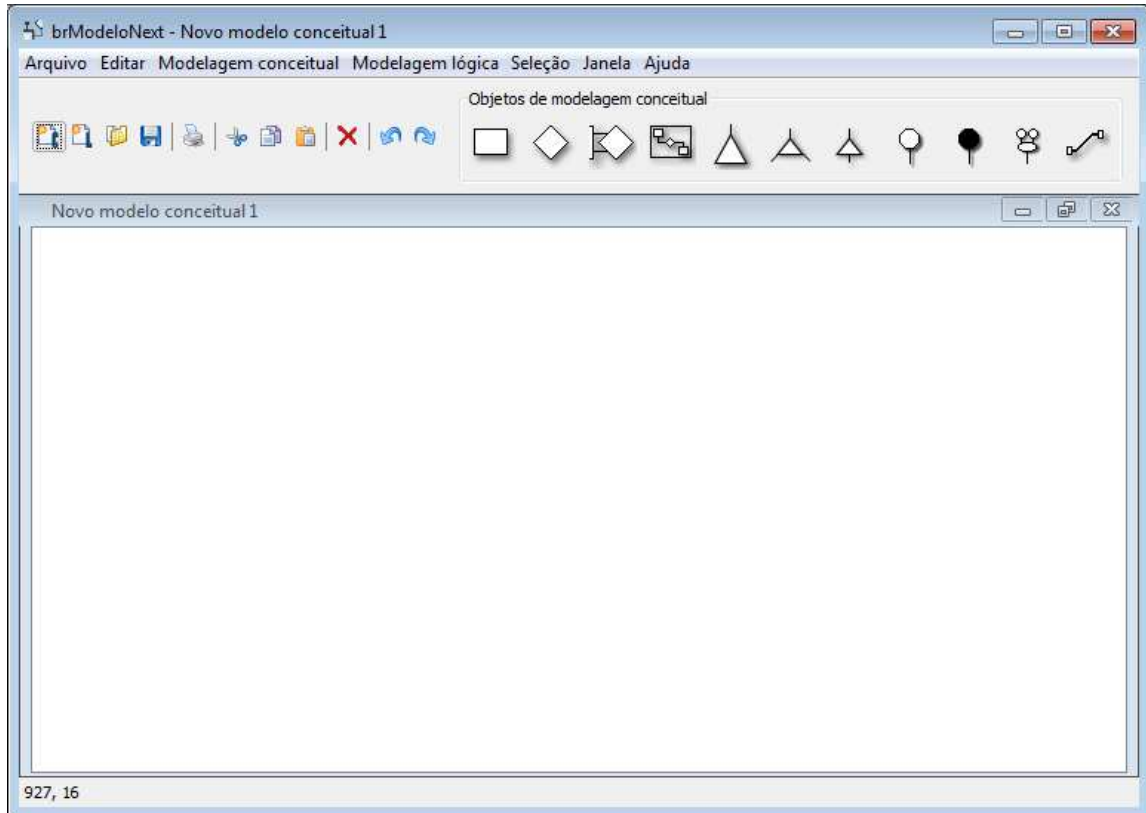 brModeloNext - Novo modelo conceitual 1
Arquivo Editar Modelagem conceitual Modelagem lógica Seleção Janela Ajuda
Objetos de modelagem conceitual
Novo modelo conceitual 1
927, 16